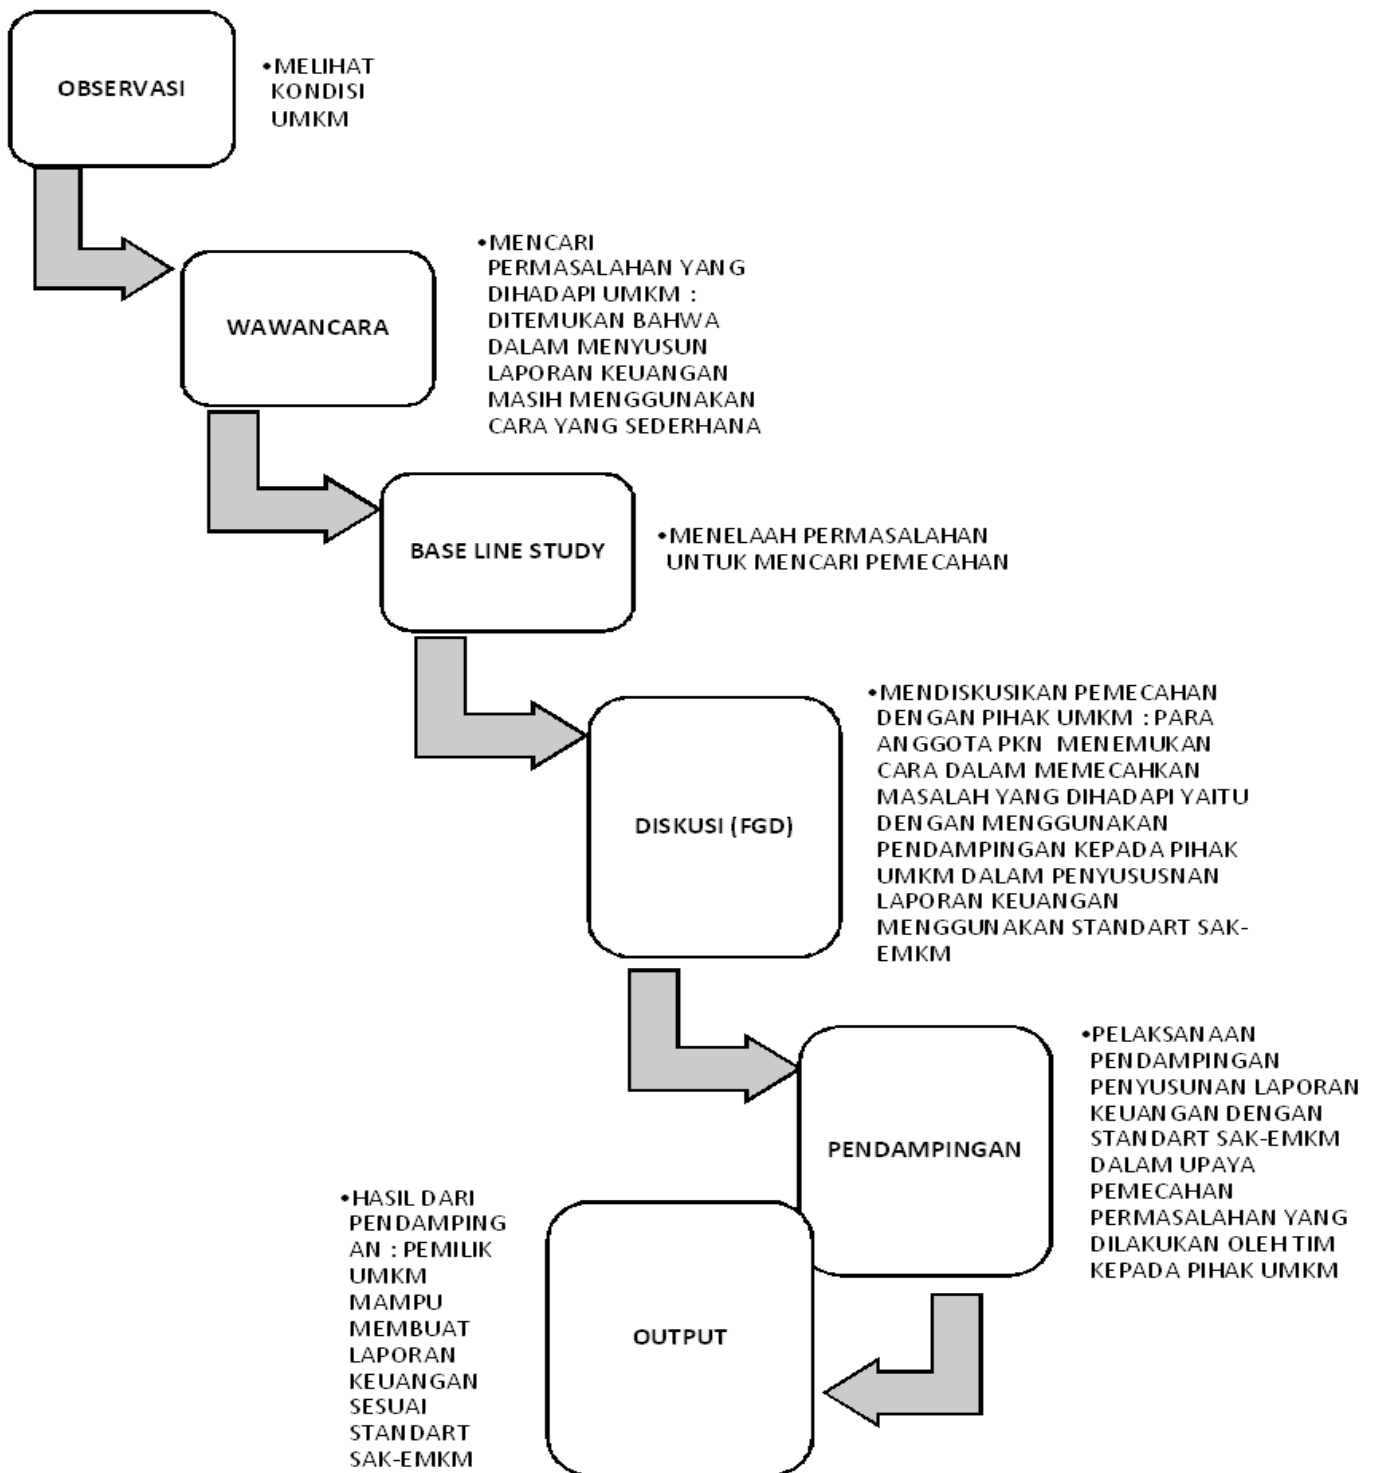 OBSERVASI
•MELIHAT
KONDISI
UMKM
WAWANCARA
•MENCARI
PERMASALAHAN YANG
DIHADAPI UMKM :
DITEMUKAN BAHWA
DALAM MENYUSUN
LAPORAN KEUANGAN
MASIH MENGGUNAKAN
CARA YANG SEDERHANA
BASE LINE STUDY
•MENELAAH PERMASALAHAN
UNTUK MENCARI PEMECAHAN
DISKUSI (FGD)
•MENDISKUSIKAN PEMECAHAN
DENGAN PIHAK UMKM : PARA
ANGGOTA PKN MENEMUKAN
CARA DALAM MEMECAHKAN
MASALAH YANG DIHADAPI YAITU
DENGAN MENGGUNAKAN
PENDAMPINGAN KEPADA PIHAK
UMKM DALAM PENYUSUSNAN
LAPORAN KEUANGAN
MENGGUNAKAN STANDART SAK-
EMKM
PENDAMPINGAN
•PELAKSANAAN
PENDAMPINGAN
PENYUSUNAN LAPORAN
KEUANGAN DENGAN
STANDART SAK-EMKM
DALAM UPAYA
PEMECAHAN
PERMASALAHAN YANG
DILAKUKAN OLEH TIM
KEPADA PIHAK UMKM
OUTPUT
•HASIL DARI
PENDAMPING
AN : PEMILIK
UMKM
MAMPU
MEMBUAT
LAPORAN
KEUANGAN
SESUAI
STANDART
SAK-EMKM